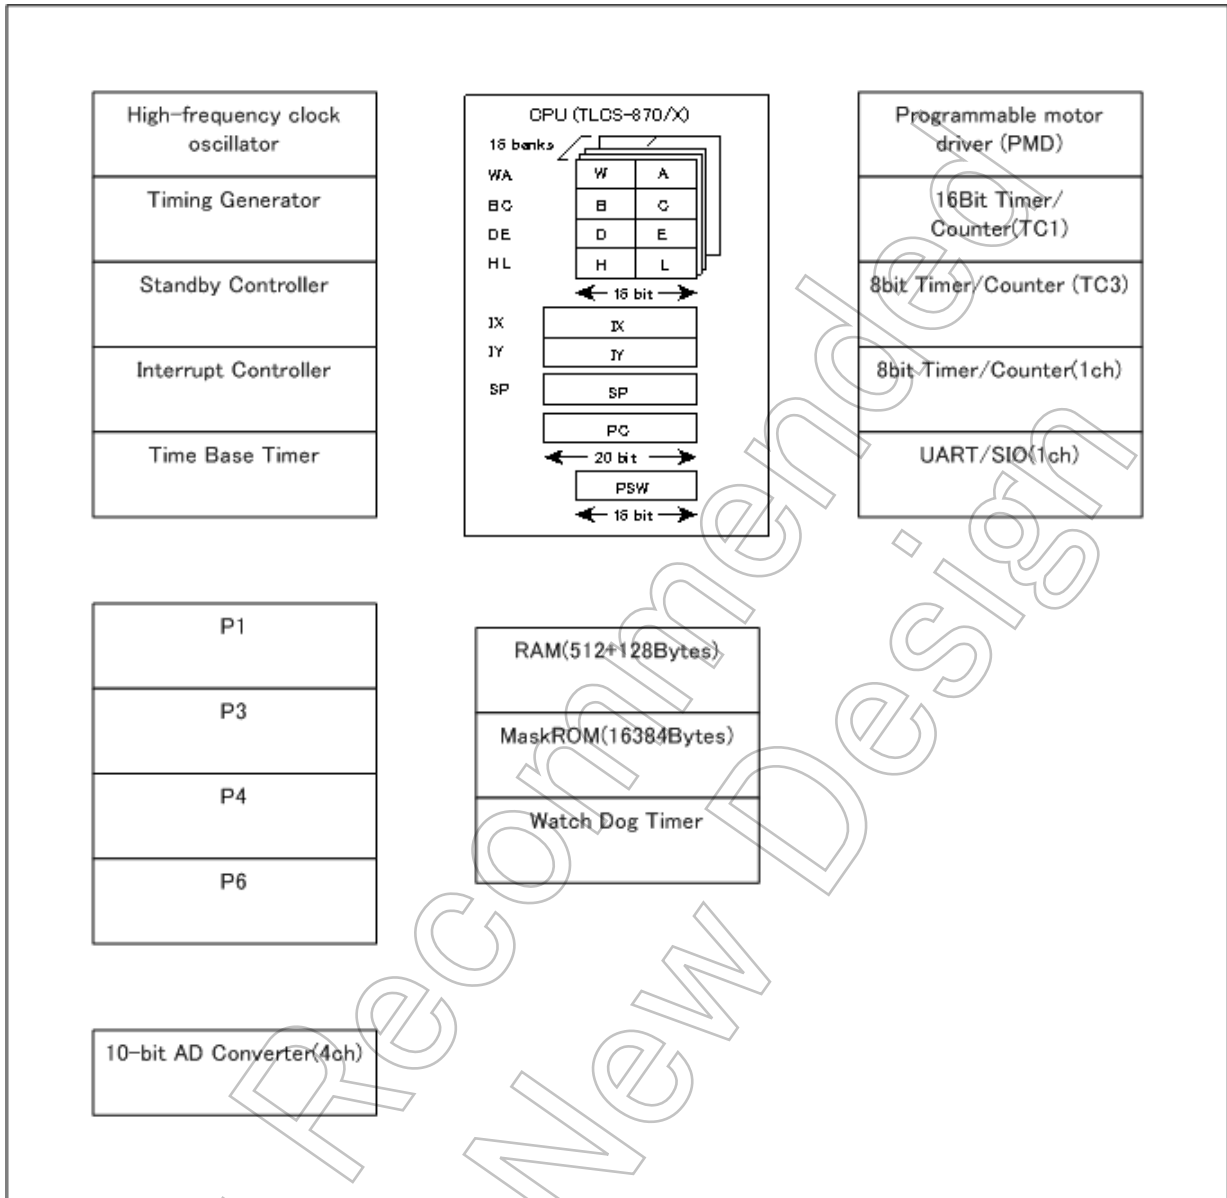 High-frequency clock
oscillator
Timing Generator
Standby Controller
Interrupt Controller
Time Base Timer
CPU (TLCS-870/X)
16 banks
WA
W
A
BC
B
C
DE
D
E
HL
H
L
16 bit
IX
IX
IY
IY
SP
SP
PC
20 bit
PSW
16 bit
Programmable motor
driver (PMD)
16Bit Timer/
Counter(TC1)
8bit Timer/Counter (TC3)
8bit Timer/Counter(1ch)
UART/SIO(1ch)
P1
P3
P4
P6
RAM(512+128Bytes)
MaskROM(16384Bytes)
Watch Dog Timer
10-bit AD Converter(4ch)
Recommended
New Design